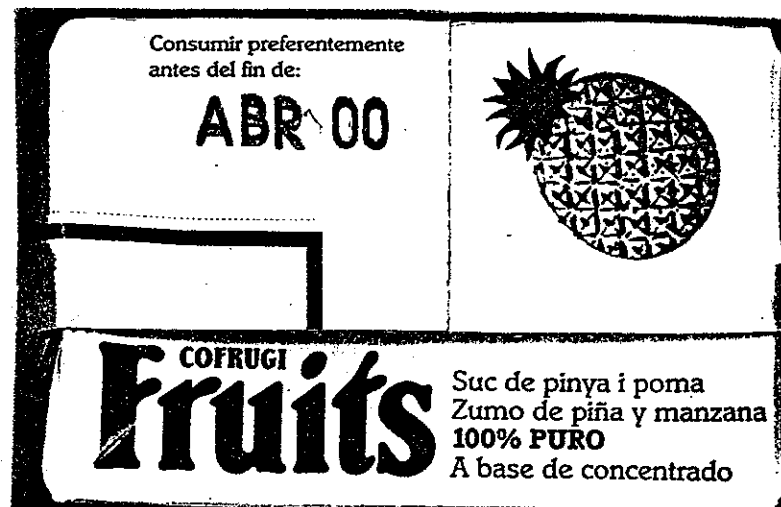 Consumir preferentemente
antes del fin de:
ABR 00
COFRUGI
Fruits
Suc de pinya i poma
Zumo de piña y manzana
100% PURO
A base de concentrado